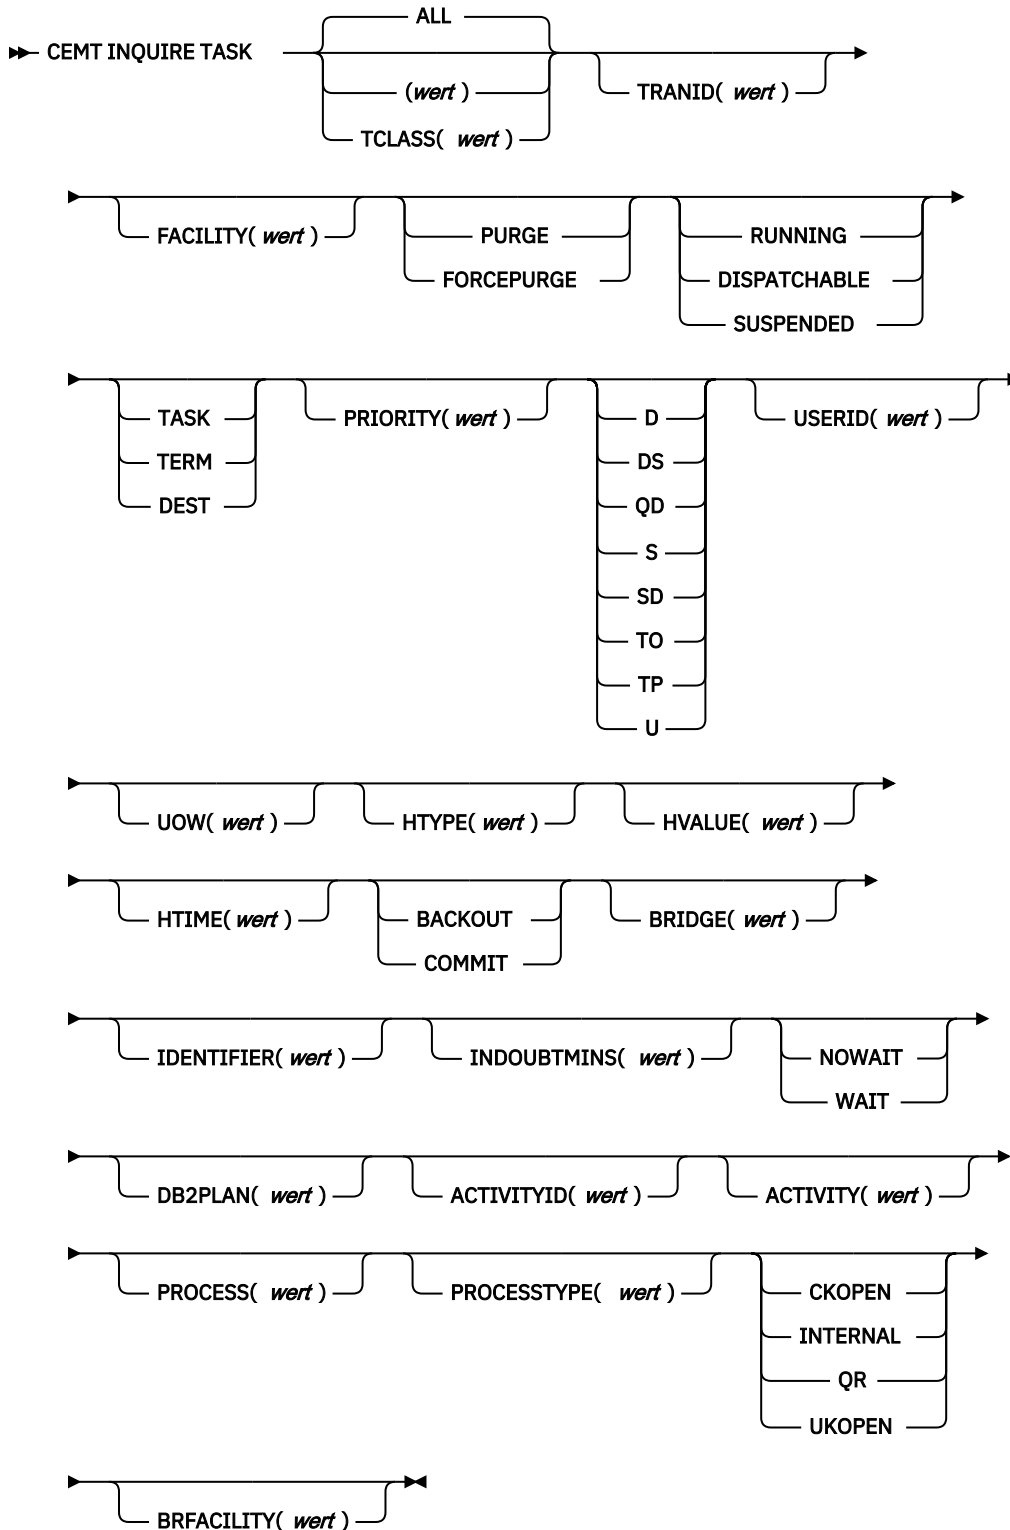 ALL
CEMT INQUIRE TASK
(wert )
TRANID( wert )
TCLASS( wert )
FACILITY( wert )
PURGE
RUNNING
FORCEPURGE
DISPATCHABLE
SUSPENDED
TASK
PRIORITY( wert )
D
USERID( wert )
TERM
DS
DEST
QD
S
SD
TO
TP
U
UOW( wert )
HTYPE( wert )
HVALUE( wert )
HTIME( wert )
BACKOUT
BRIDGE( wert )
COMMIT
IDENTIFIER( wert )
INDOUBTMINS( wert )
NOWAIT
WAIT
DB2PLAN( wert )
ACTIVITYID( wert )
ACTIVITY( wert )
PROCESS( wert )
PROCESSTYPE( wert )
CKOPEN
INTERNAL
QR
UKOPEN
BRFACILITY( wert )